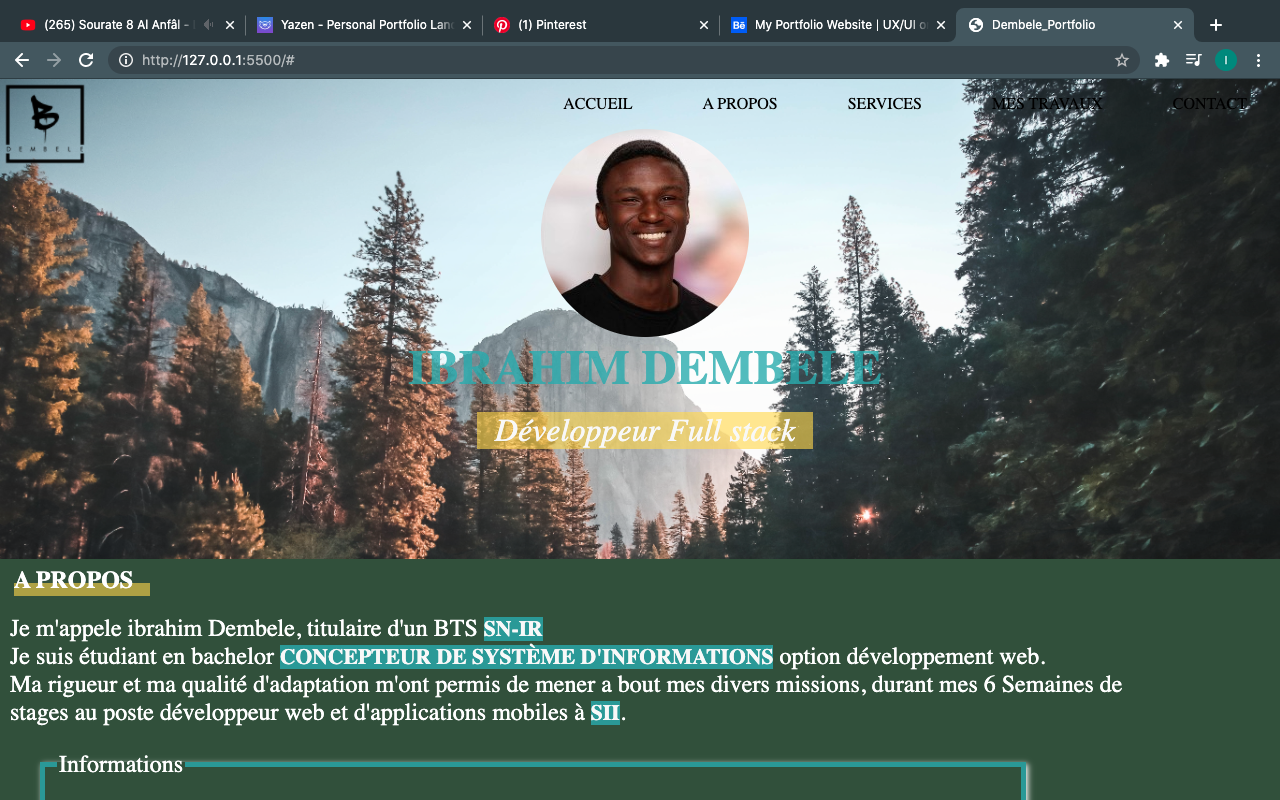 (265) Sourate 8 Al Anfâl -
Yazen - Personal Portfolio Lan
(1) Pinterest
Bē
My Portfolio Website | UX/UI o
Dembele_Portfolio
http://127.0.0.1:5500/#
I
B
DEMBELE
ACCUEIL
A PROPOS
SERVICES
MES TRAVAUX
CONTACT
IBRAHIM DEMBELE
Développeur Full stack
A PROPOS
Je m'appele ibrahim Dembele, titulaire d'un BTS SN-IR
Je suis étudiant en bachelor CONCEPTEUR DE SYSTÈME D'INFORMATIONS option développement web.
Ma rigueur et ma qualité d'adaptation m'ont permis de mener a bout mes divers missions, durant mes 6 Semaines de
stages au poste développeur web et d'applications mobiles à SII.
Informations